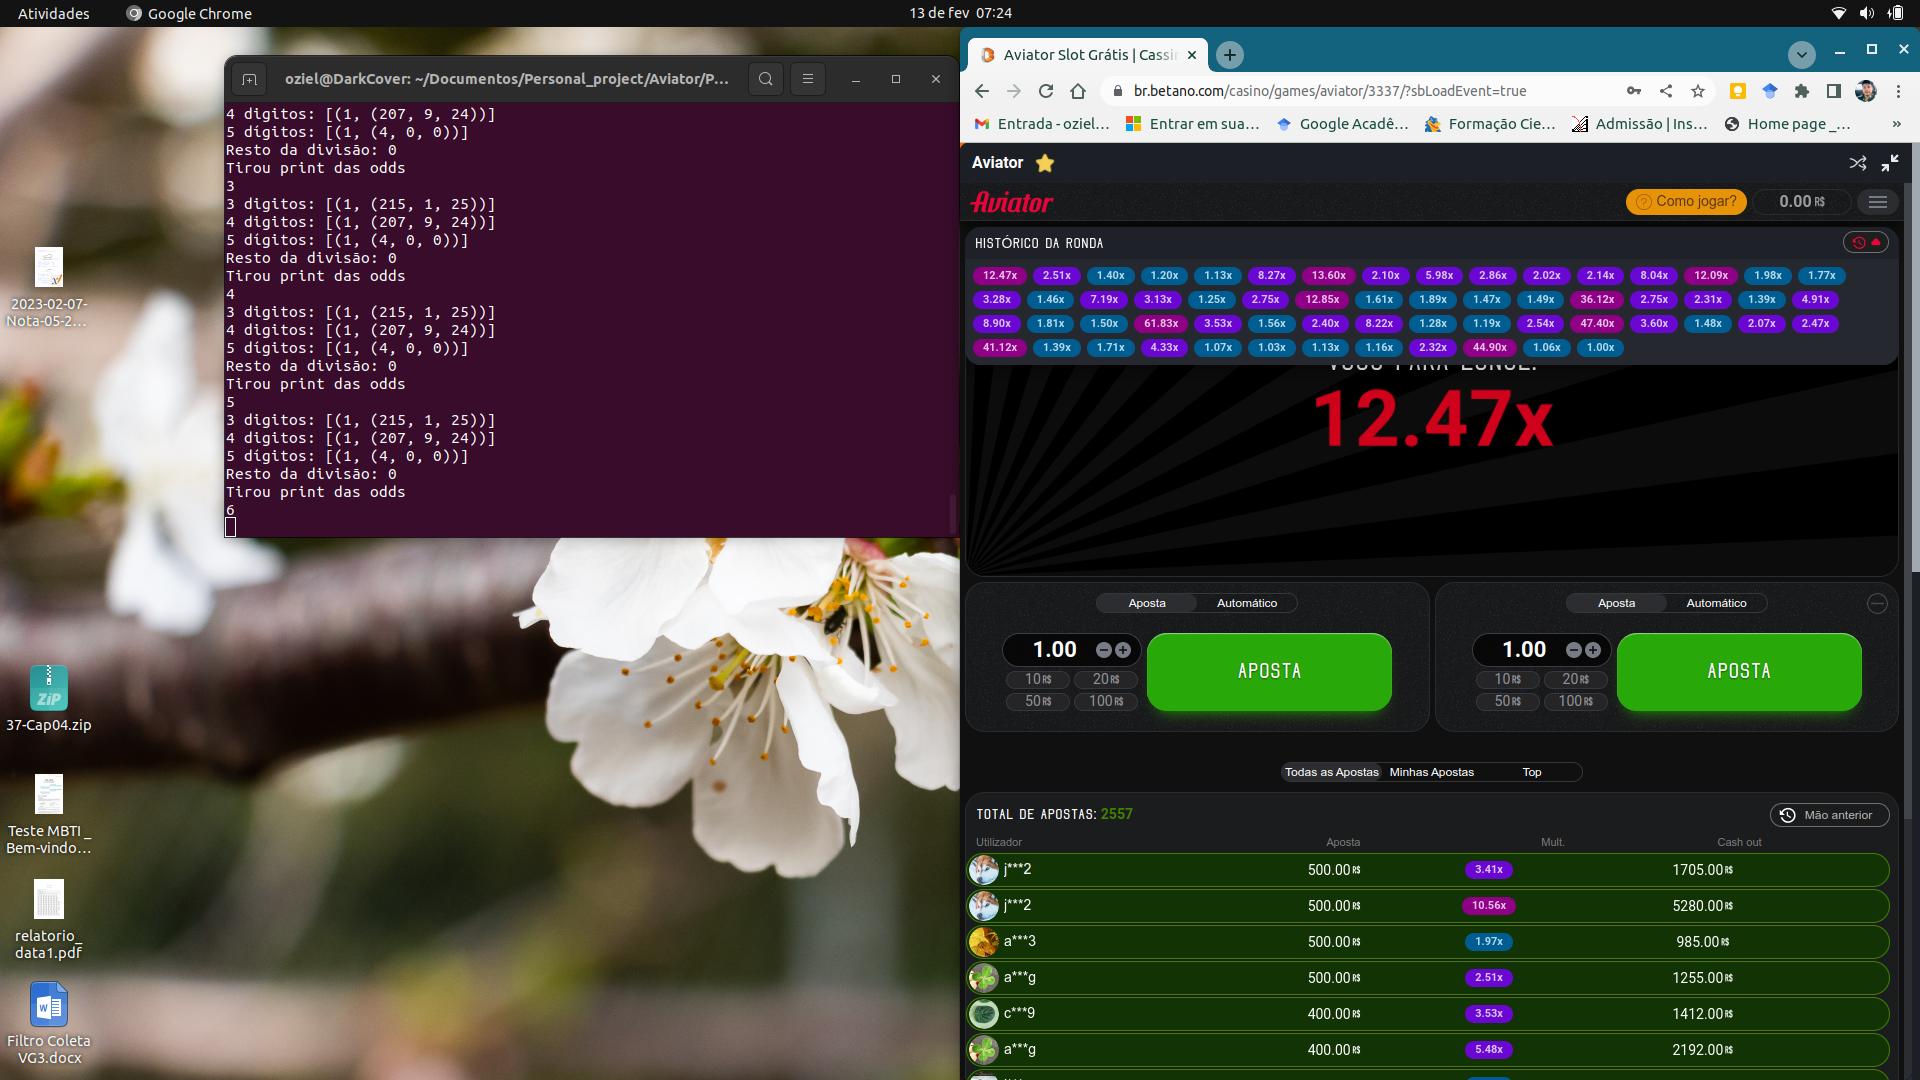 Atividades
Google Chrome
13 de fev 07:24
oziel@DarkCover: ~/Documentos/Personal_project/Aviator/P...
4 digitos: [(1, (207, 9, 24))]
5 digitos: [(1, (4, 0, 0))]
Resto da divisão: 0
Tirou print das odds
3
3 digitos: [(1, (215, 1, 25))]
4 digitos: [(1, (207, 9, 24))]
5 digitos: [(1, (4, 0, 0))]
Resto da divisão: 0
Tirou print das odds
4
3 digitos: [(1, (215, 1, 25))]
4 digitos: [(1, (207, 9, 24))]
5 digitos: [(1, (4, 0, 0))]
Resto da divisão: 0
Tirou print das odds
5
3 digitos: [(1, (215, 1, 25))]
4 digitos: [(1, (207, 9, 24))]
5 digitos: [(1, (4, 0, 0))]
Resto da divisão: 0
Tirou print das odds
6
2023-02-07-
Nota-05-2...
ZIP
37-Cap04.zip
Teste MBTI _
Bem-vindo...
relatorio_
data1.pdf
Filtro Coleta
VG3.docx
Aviator Slot Grátis | Cassi
br.betano.com/casino/games/aviator/3337/?sbLoadEvent=true
Entrada - oziel...
Entrar em sua...
Google Acadê...
Formação Cie...
Admissão | Ins...
Home page _...
»
Aviator
Aviator
Como jogar?
0.00 R$
HISTÓRICO DA RONDA
12.47x 2.51x 1.40x 1.20x 1.13x 8.27x 13.60x 2.10x 5.98x 2.86x 2.02x 2.14x 8.04x 12.09x 1.98x 1.77x
3.28x 1.46x 7.19x 3.13x 1.25x 2.75x 12.85x 1.61x 1.89x 1.47x 1.49x 36.12x 2.75x 2.31x 1.39x 4.91x
8.90x 1.81x 1.50x 61.83x 3.53x 1.56x 2.40x 8.22x 1.28x 1.19x 2.54x 47.40x 3.60x 1.48x 2.07x 2.47x
41.12x 1.39x 1.71x 4.33x 1.07x 1.03x 1.13x 1.16x 2.32x 44.90x 1.06x 1.00x
12.47x
Aposta Automático
1.00
10 R$ 20 R$
50 R$ 100 R$
APOSTA
Aposta Automático
1.00
10 R$ 20 R$
50 R$ 100 R$
APOSTA
Todas as Apostas Minhas Apostas Top
TOTAL DE APOSTAS: 2557
Mão anterior
Utilizador Aposta Mult. Cash out
j***2 500.00 R$ 3.41x 1705.00 R$
j***2 500.00 R$ 10.56x 5280.00 R$
a***3 500.00 R$ 1.97x 985.00 R$
a***g 500.00 R$ 2.51x 1255.00 R$
c***9 400.00 R$ 3.53x 1412.00 R$
a***g 400.00 R$ 5.48x 2192.00 R$